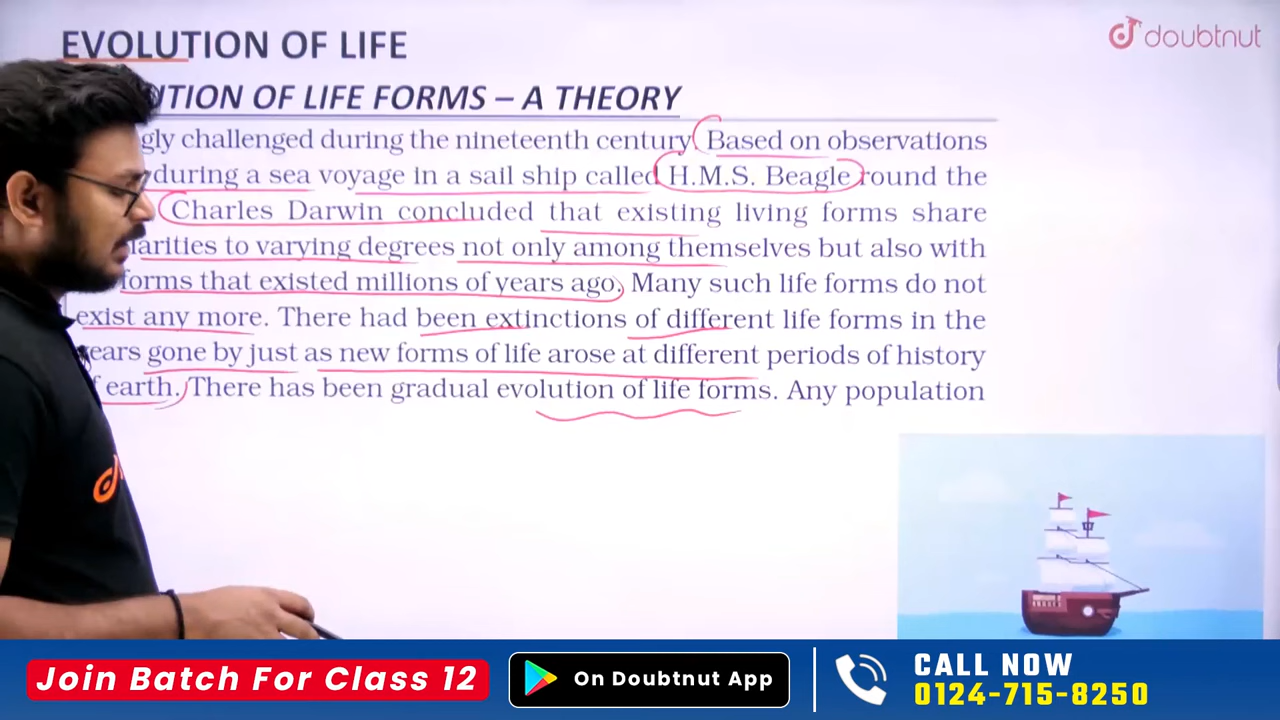 EVOLUTION OF LIFE
doubtnut
UTION OF LIFE FORMS – A THEORY
gly challenged during the nineteenth century. Based on observations
during a sea voyage in a sail ship called H.M.S. Beagle round the
Charles Darwin concluded that existing living forms share
arities to varying degrees not only among themselves but also with
forms that existed millions of years ago. Many such life forms do not
exist any more. There had been extinctions of different life forms in the
ears gone by just as new forms of life arose at different periods of history
f earth. There has been gradual evolution of life forms. Any population
Join Batch For Class 12
On Doubtnut App
CALL NOW
0124-715-8250